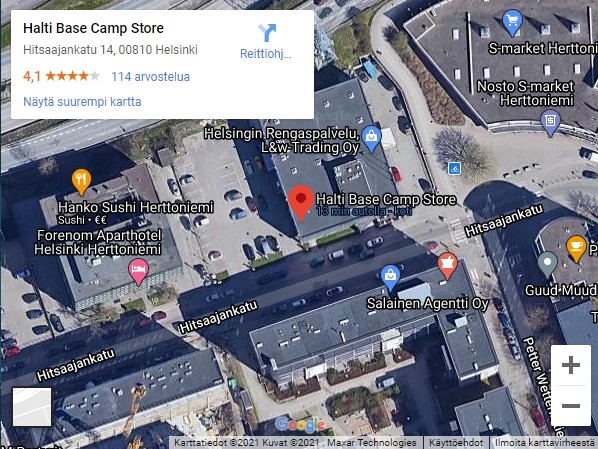 Halti Base Camp Store
Hitsaajankatu 14, 00810 Helsinki
Reittiohj...
4,1
114 arvostelua
Näytä suurempi kartta
S-market Herttoni
Nosto S-market
Herttoniemi
Helsingin Rengaspalvelu,
L&w-Trading Oy
Halti Base Camp Store
13 min autolla - koti
Hanko Sushi Herttoniemi
Sushi • €€
Forenom Aparthotel
Helsinki Herttoniemi
Hitsaajankatu
P
Guud Muud
Salainen Agentti Oy
Hitsaajankatu
Hitsaajankatu
Petter Wette
T
Google
Karttatiedot ©2021 Kuvat ©2021 , Maxar Technologies
Käyttöehdot
Ilmoita karttavirheestä